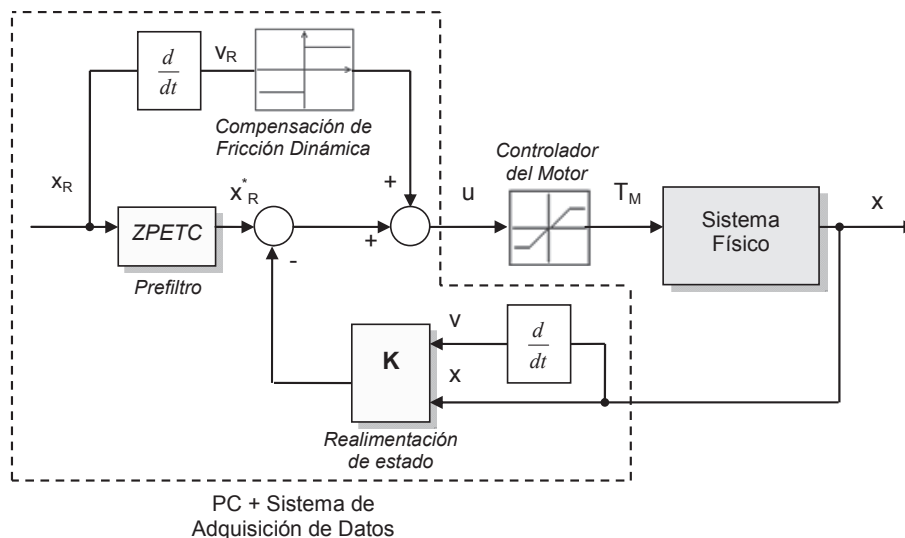 d
dt
v_R
Compensación de
Fricción Dinámica
x_R
ZPETC
Prefiltro
x*_R
-
+
+
u
Controlador
del Motor
T_M
Sistema
Físico
x
K
v
x
d
dt
Realimentación
de estado
PC + Sistema de
Adquisición de Datos